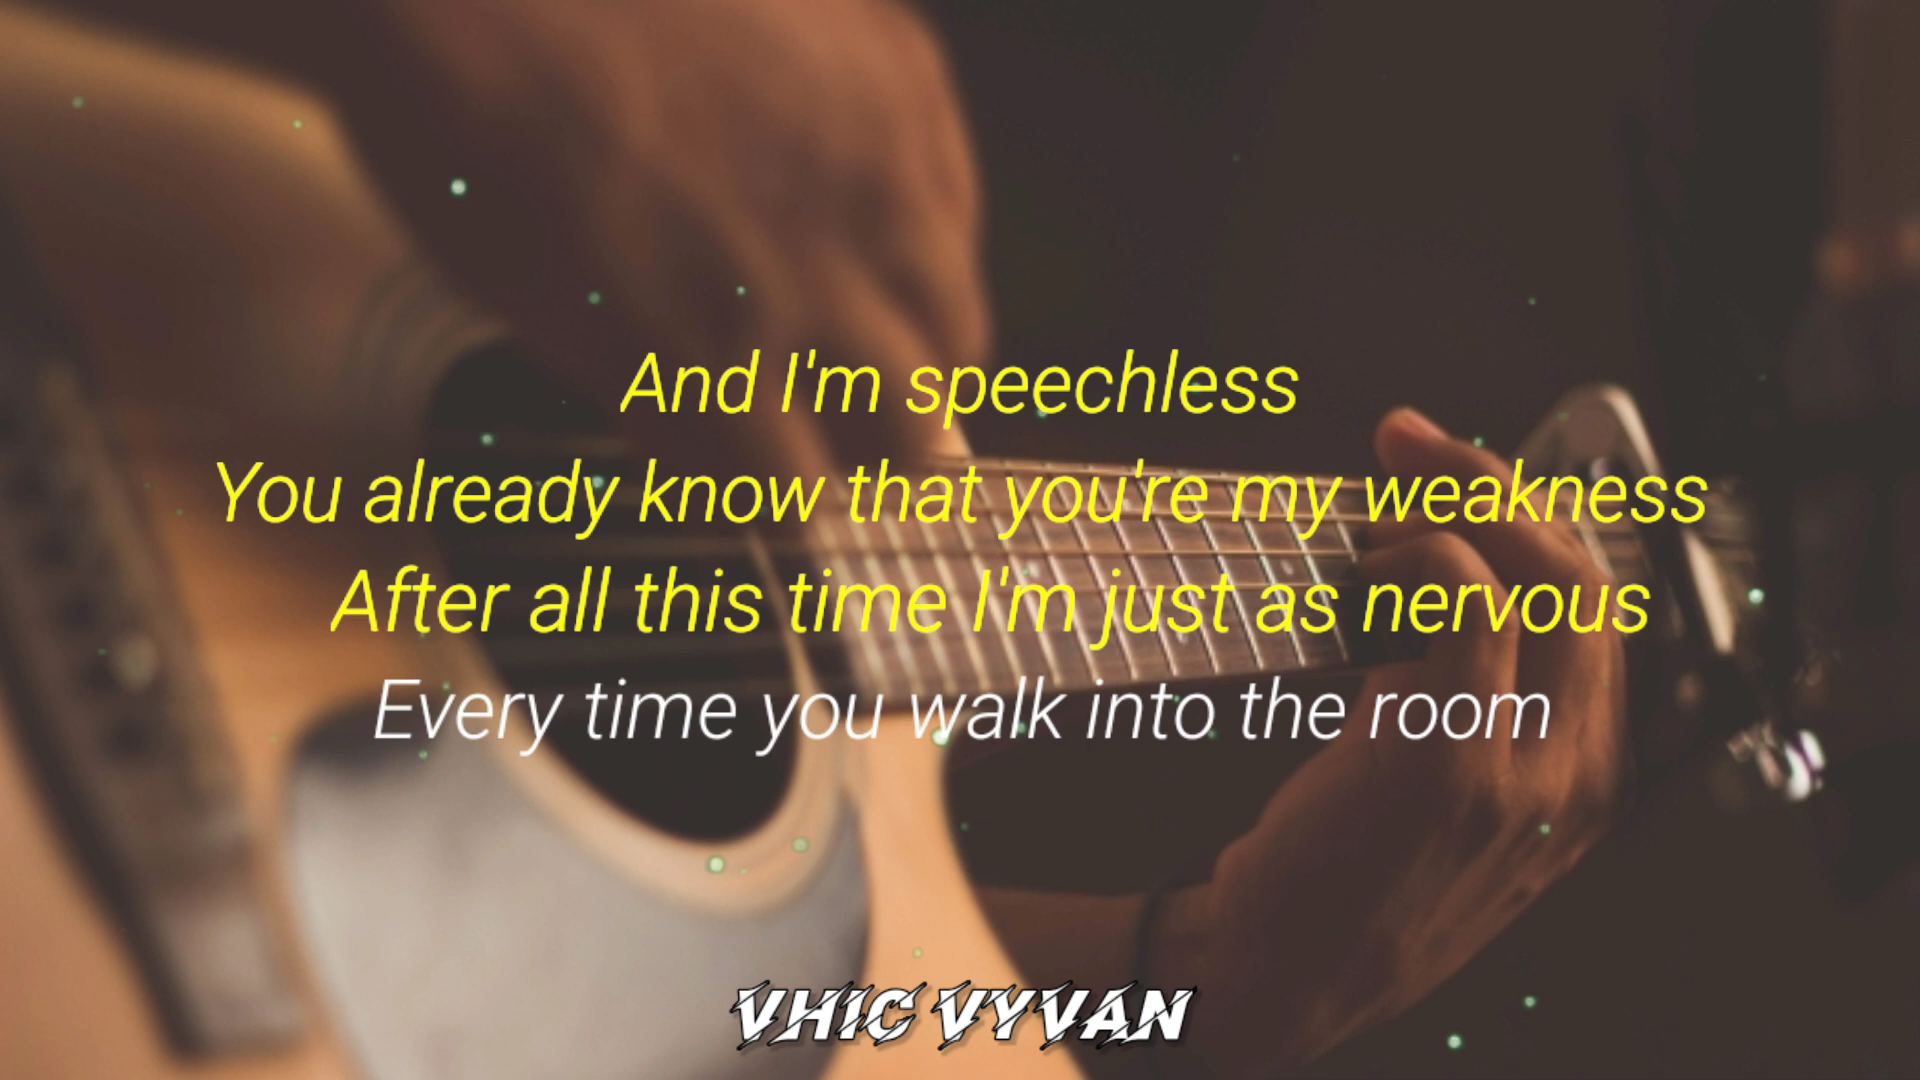 And I'm speechless
You already know that you're my weakness
After all this time I'm just as nervous
Every time you walk into the room
VHIC VYVAN